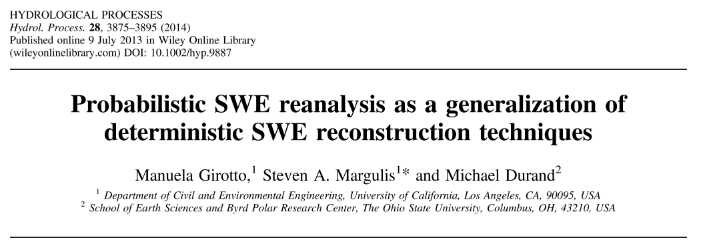 HYDROLOGICAL PROCESSES
Hydrol. Process. 28, 3875–3895 (2014)
Published online 9 July 2013 in Wiley Online Library
(wileyonlinelibrary.com) DOI: 10.1002/hyp.9887
Probabilistic SWE reanalysis as a generalization of
deterministic SWE reconstruction techniques
Manuela Girotto,1 Steven A. Margulis1* and Michael Durand2
1 Department of Civil and Environmental Engineering, University of California, Los Angeles, CA, 90095, USA
2 School of Earth Sciences and Byrd Polar Research Center, The Ohio State University, Columbus, OH, 43210, USA